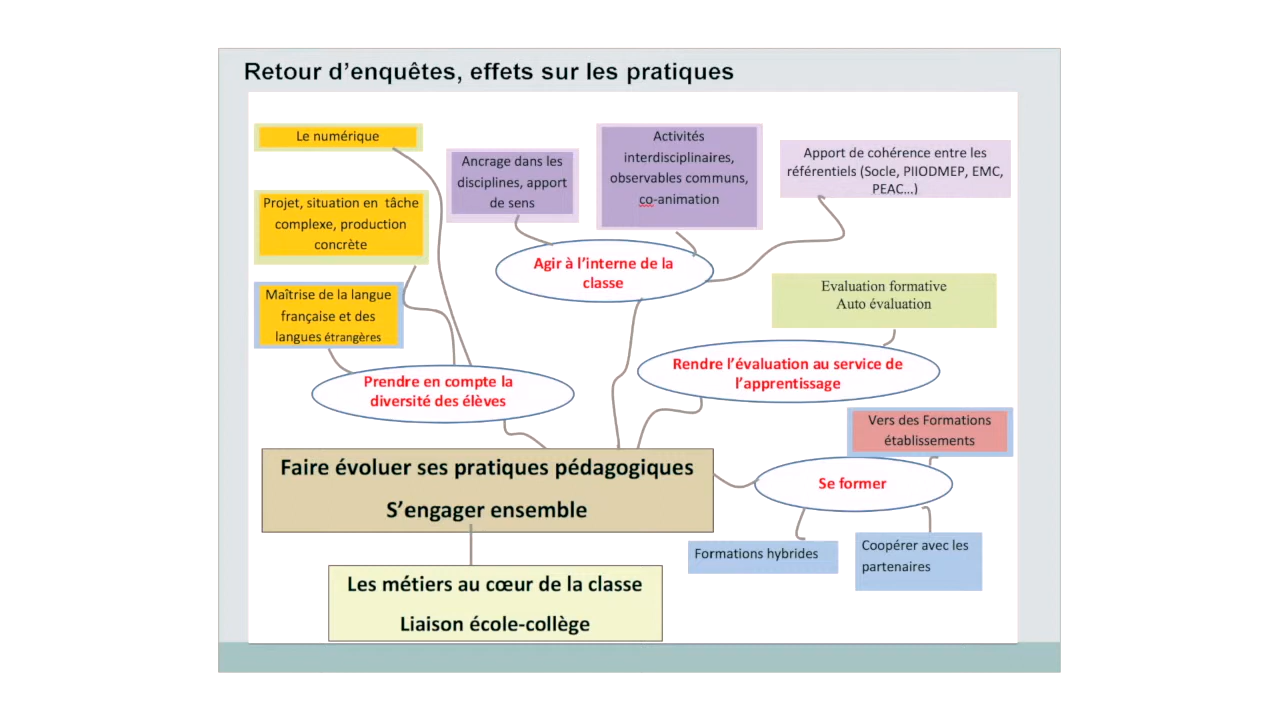 Retour d’enquêtes, effets sur les pratiques
Le numérique
Projet, situation en tâche
complexe, production
concrète
Maîtrise de la langue
française et des
langues étrangères
Ancrage dans les
disciplines, apport
de sens
Activités
interdisciplinaires,
observables communs,
co-animation
Apport de cohérence entre les
référentiels (Socle, PIIODMEP, EMC,
PEAC…)
Agir à l’interne de la
classe
Evaluation formative
Auto évaluation
Rendre l’évaluation au service de
l’apprentissage
Prendre en compte la
diversité des élèves
Vers des Formations
établissements
Se former
Faire évoluer ses pratiques pédagogiques
S’engager ensemble
Formations hybrides
Coopérer avec les
partenaires
Les métiers au cœur de la classe
Liaison école-collège